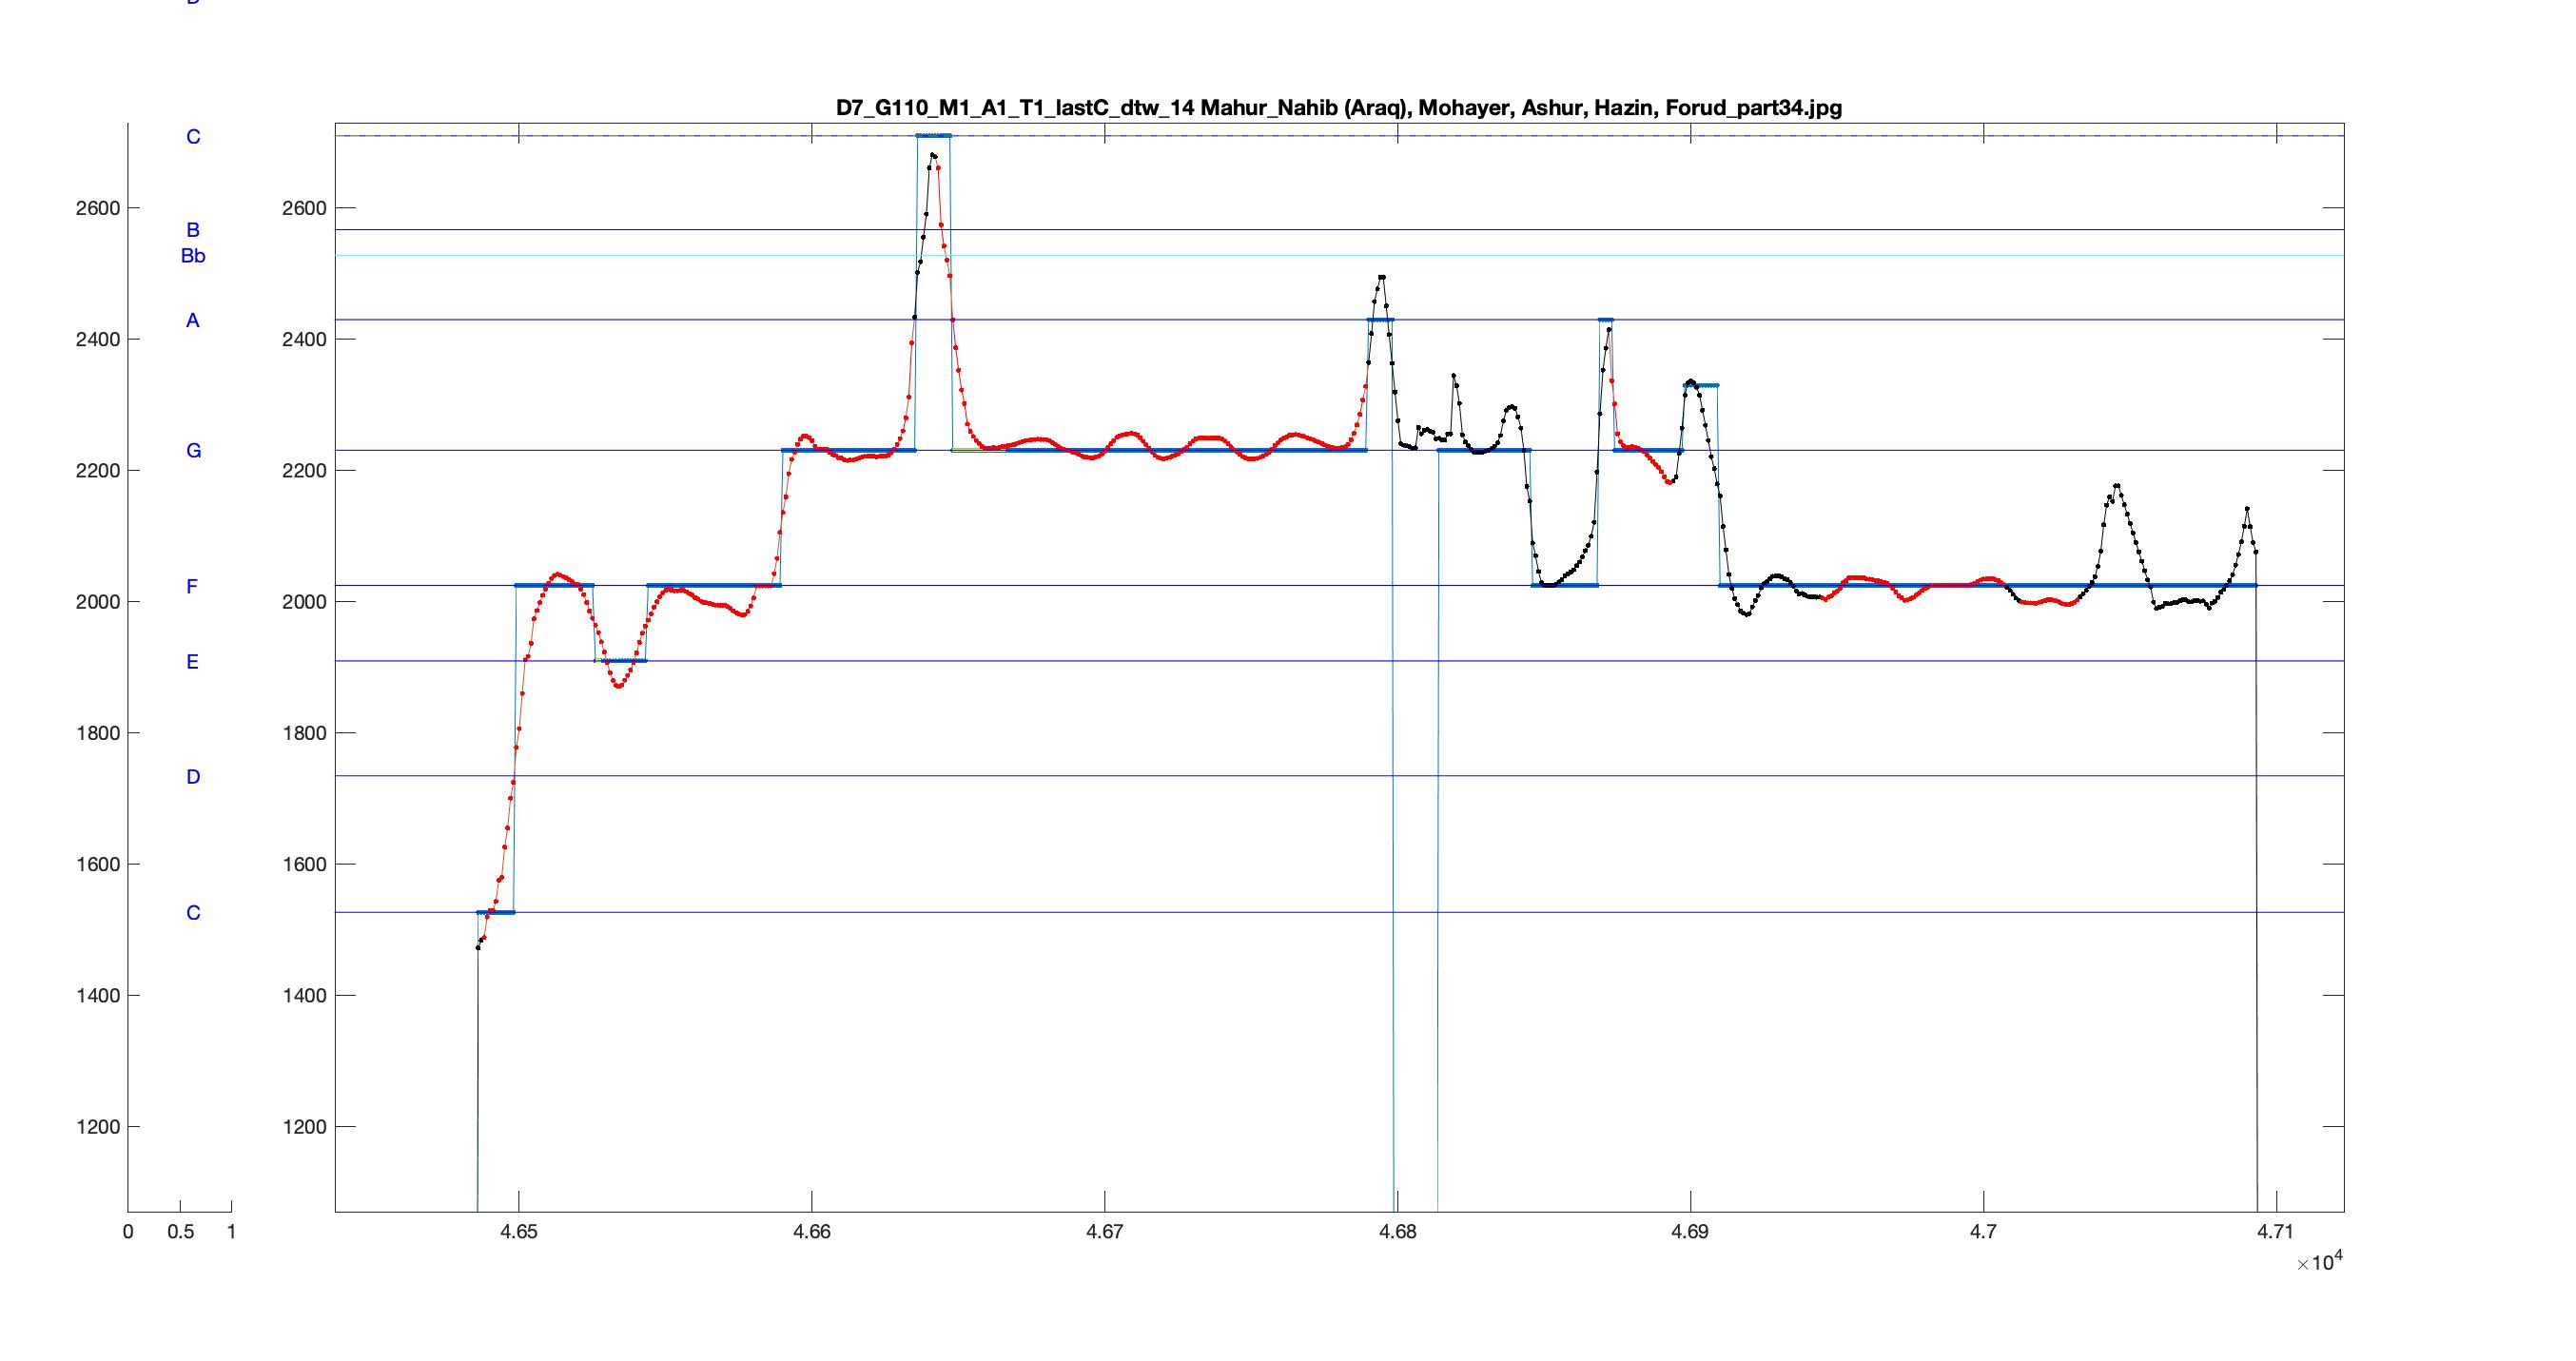 D7_G110_M1_A1_T1_lastC_dtw_14 Mahur_Nahib (Araq), Mohayer, Ashur, Hazin, Forud_part34.jpg
C
2600 2600
B
Bb
A
2400 2400
G
2200 2200
F
2000 2000
E
1800 1800
D
1600 1600
C
1400 1400
1200 1200
0 0.5 1 4.65 4.66 4.67 4.68 4.69 4.7 4.71
×10^4